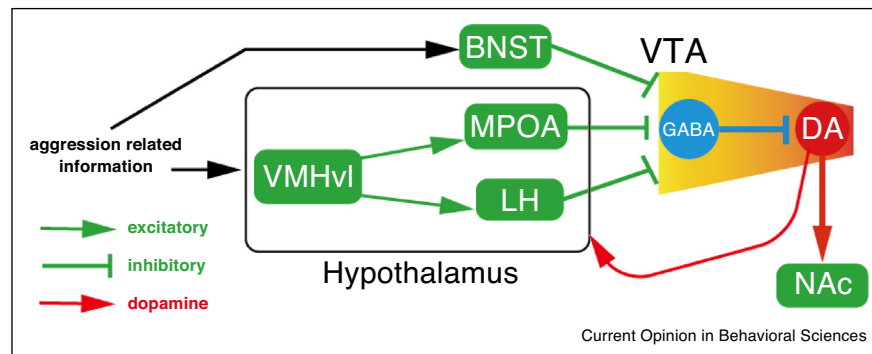 BNST
VTA
aggression related
information
VMHvl
MPOA
LH
GABA
DA
excitatory
inhibitory
dopamine
Hypothalamus
NAc
Current Opinion in Behavioral Sciences